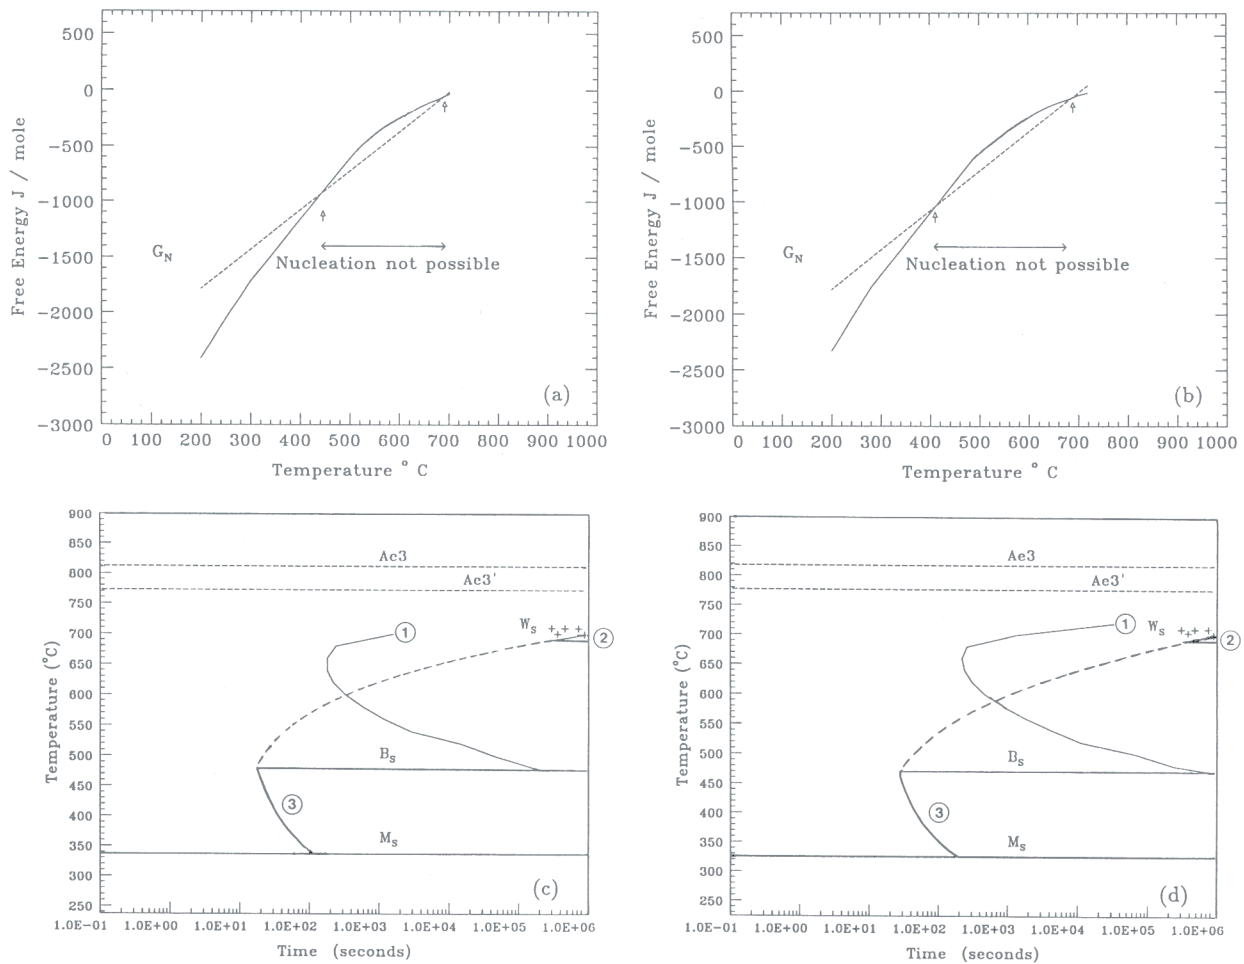 500
0
−500
−1000
−1500
−2000
−2500
−3000
Free Energy J / mole
G_N
Nucleation not possible
(a)
0 100 200 300 400 500 600 700 800 900 1000
Temperature ° C
500
0
−500
−1000
−1500
−2000
−2500
−3000
Free Energy J / mole
G_N
Nucleation not possible
(b)
0 100 200 300 400 500 600 700 800 900 1000
Temperature ° C
900
850
800
750
700
650
600
550
500
450
400
350
300
250
Temperature (°C)
Ac3
Ac3'
W_S
1
2
B_S
3
M_S
(c)
1.0E-01 1.0E+00 1.0E+01 1.0E+02 1.0E+03 1.0E+04 1.0E+05 1.0E+06
Time (seconds)
900
850
800
750
700
650
600
550
500
450
400
350
300
250
Temperature (°C)
Ae3
Ae3'
1
W_S
2
B_S
3
M_S
(d)
1.0E-01 1.0E+00 1.0E+01 1.0E+02 1.0E+03 1.0E+04 1.0E+05 1.0E+06
Time (seconds)